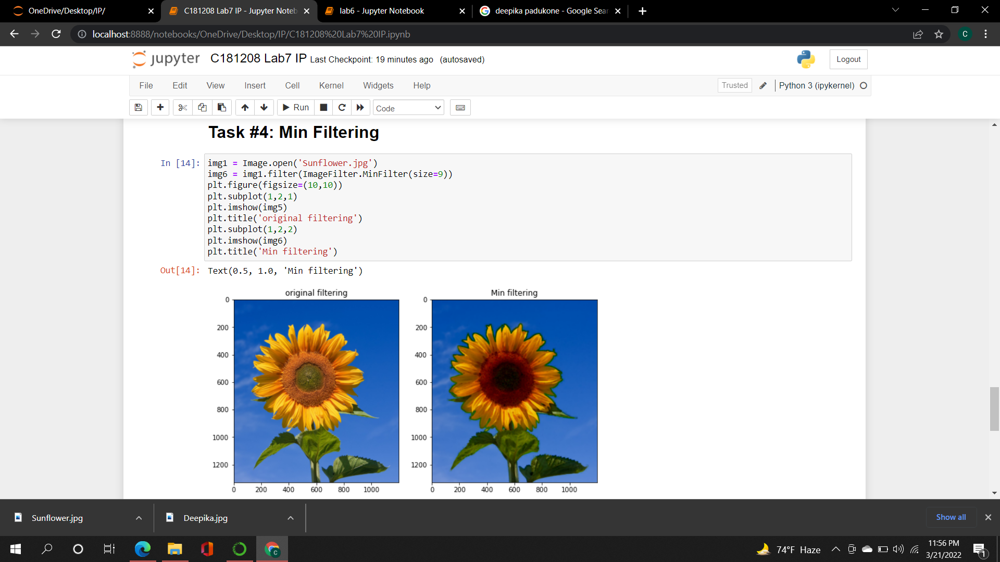 OneDrive/Desktop/IP/
C181208 Lab7 IP - Jupyter Noteb
lab6 - Jupyter Notebook
deepika padukone - Google Sear
localhost:8888/notebooks/OneDrive/Desktop/IP/C181208%20Lab7%20IP.ipynb
C
jupyter C181208 Lab7 IP Last Checkpoint: 19 minutes ago (autosaved)
Logout
File Edit View Insert Cell Kernel Widgets Help
Trusted
Python 3 (ipykernel)
Run
Code
Task #4: Min Filtering
In [14]:
img1 = Image.open('Sunflower.jpg')
img6 = img1.filter(ImageFilter.MinFilter(size=9))
plt.figure(figsize=(10,10))
plt.subplot(1,2,1)
plt.imshow(img5)
plt.title('original filtering')
plt.subplot(1,2,2)
plt.imshow(img6)
plt.title('Min filtering')
Out[14]: Text(0.5, 1.0, 'Min filtering')
original filtering
0
200
400
600
800
1000
1200
0 200 400 600 800 1000
Min filtering
0
200
400
600
800
1000
1200
0 200 400 600 800 1000
Sunflower.jpg
Deepika.jpg
Show all
C
74°F Haze
11:56 PM
3/21/2022
1